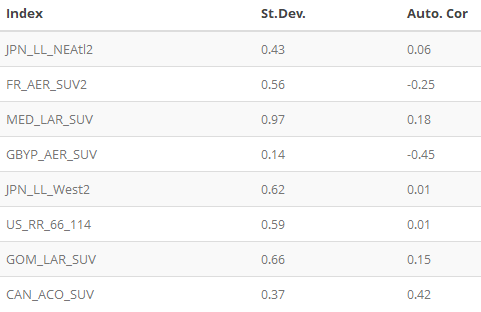 Index St.Dev. Auto. Cor
JPN_LL_NEAtl2 0.43 0.06
FR_AER_SUV2 0.56 -0.25
MED_LAR_SUV 0.97 0.18
GBYP_AER_SUV 0.14 -0.45
JPN_LL_West2 0.62 0.01
US_RR_66_114 0.59 0.01
GOM_LAR_SUV 0.66 0.15
CAN_ACO_SUV 0.37 0.42